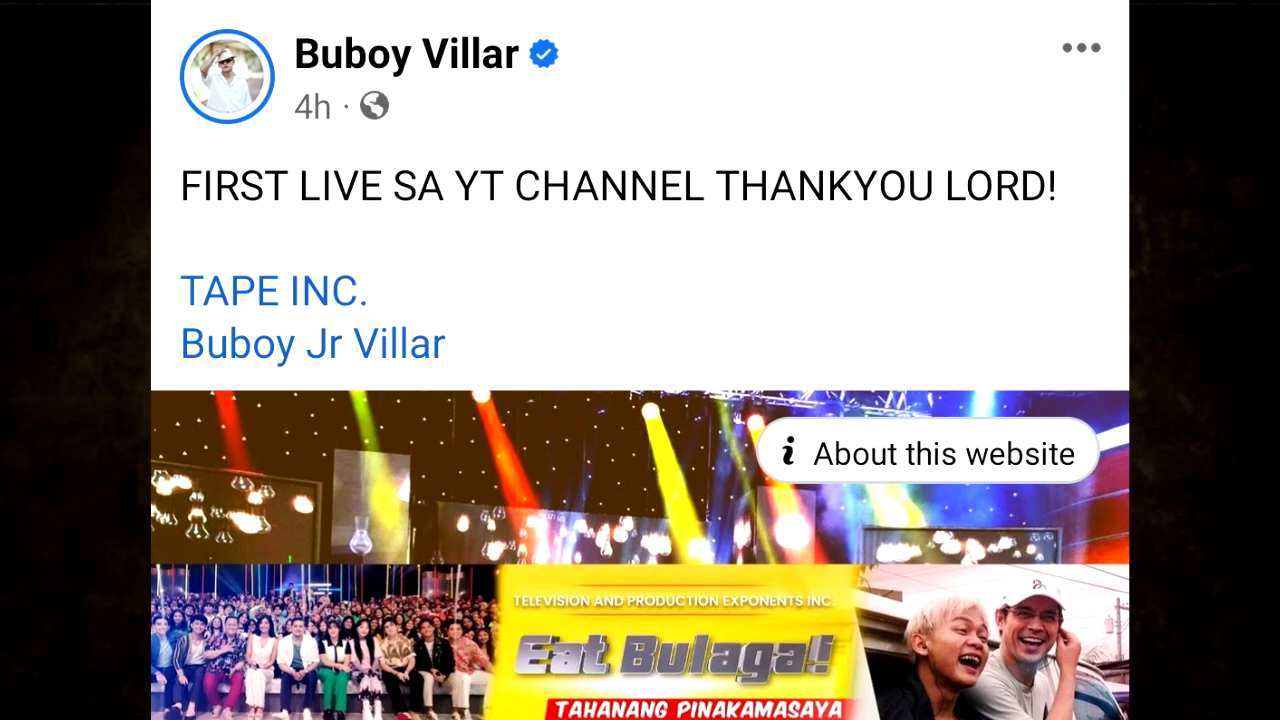 Buboy Villar
4h ·
FIRST LIVE SA YT CHANNEL THANKYOU LORD!
TAPE INC.
Buboy Jr Villar
i About this website
TELEVISION AND PRODUCTION EXPONENTS INC.
Eat Bulaga!!
TAHANANG PINAKAMASAYA